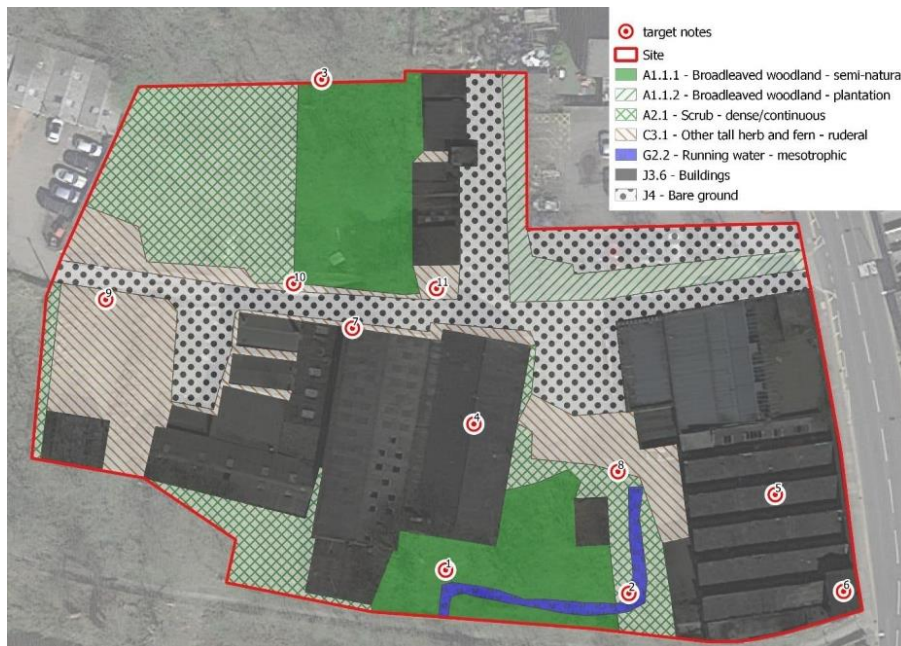 target notes
Site
A1.1.1 - Broadleaved woodland - semi-natura
A1.1.2 - Broadleaved woodland - plantation
A2.1 - Scrub - dense/continuous
C3.1 - Other tall herb and fern - ruderal
G2.2 - Running water - mesotrophic
J3.6 - Buildings
J4 - Bare ground
3
10
11
9
7
4
8
5
1
2
6